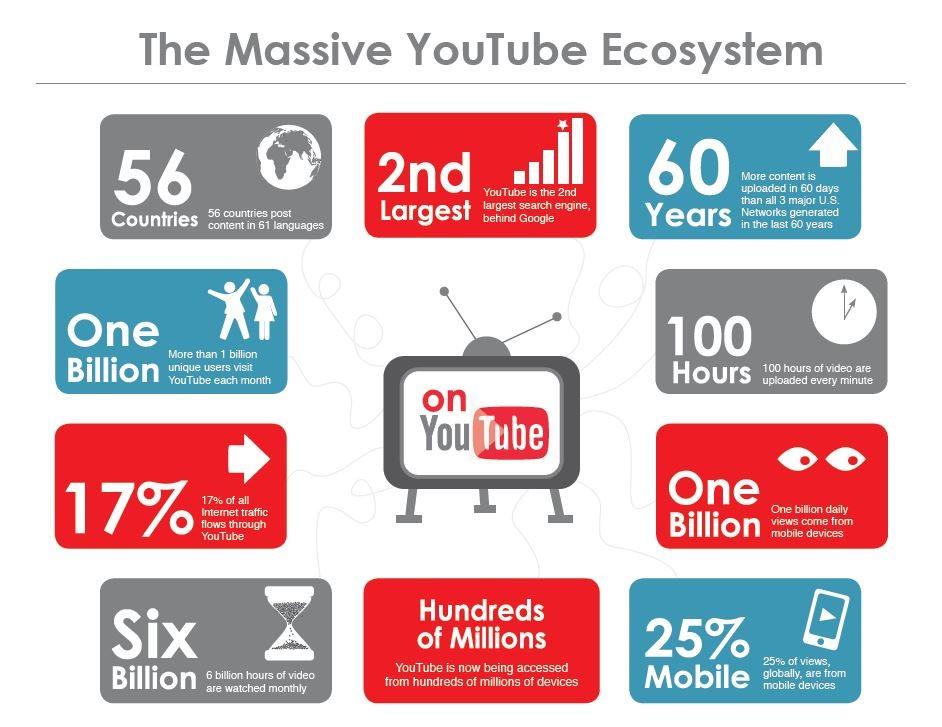 The Massive YouTube Ecosystem
56
Countries
56 countries post
content in 61 languages
2nd
Largest
YouTube is the 2nd
largest search engine,
behind Google
60
Years
More content is
uploaded in 60 days
than all 3 major U.S.
Networks generated
in the last 60 years
One
Billion
More than 1 billion
unique users visit
YouTube each month
on
YouTube
100
Hours
100 hours of video are
uploaded every minute
17%
17% of all
Internet traffic
flows through
YouTube
One
Billion
One billion daily
views come from
mobile devices
Six
Billion
6 billion hours of video
are watched monthly
Hundreds
of Millions
YouTube is now being accessed
from hundreds of millions of devices
25%
Mobile
25% of views,
globally, are from
mobile devices